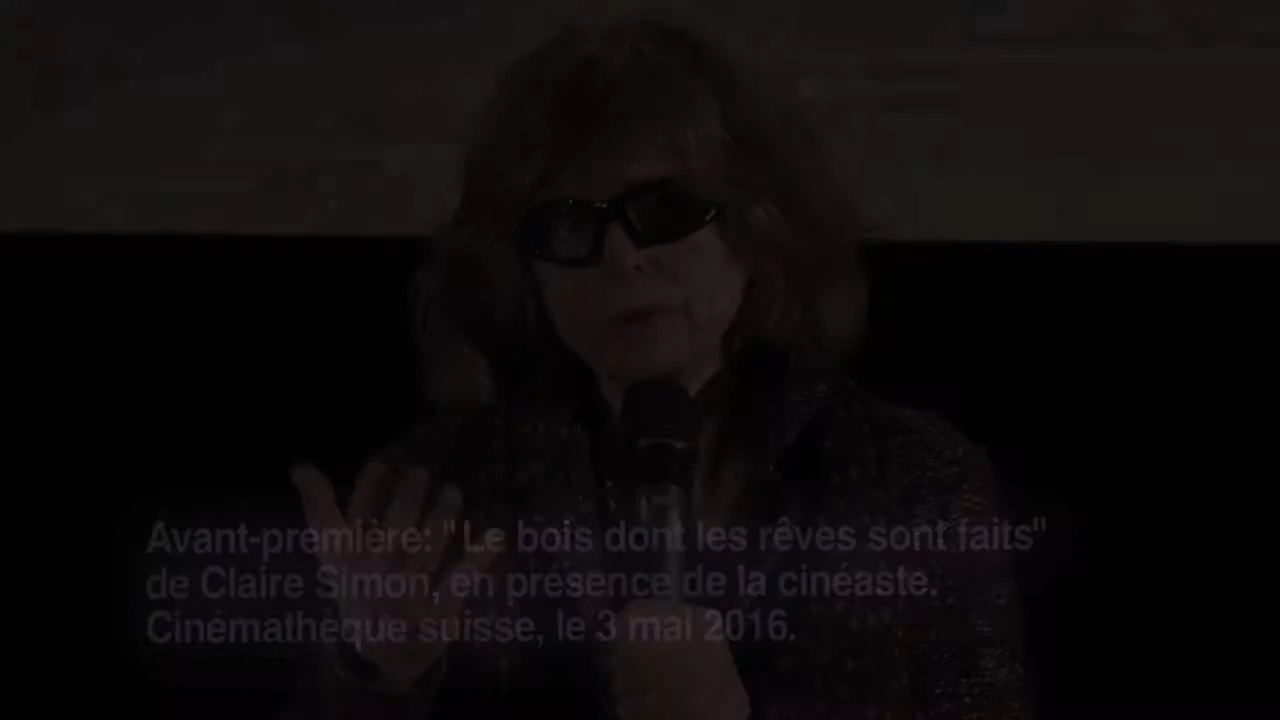 Avant-première: "Le bois dont les rêves sont faits"
de Claire Simon, en présence de la cinéaste.
Cinémathèque suisse, le 3 mai 2016.